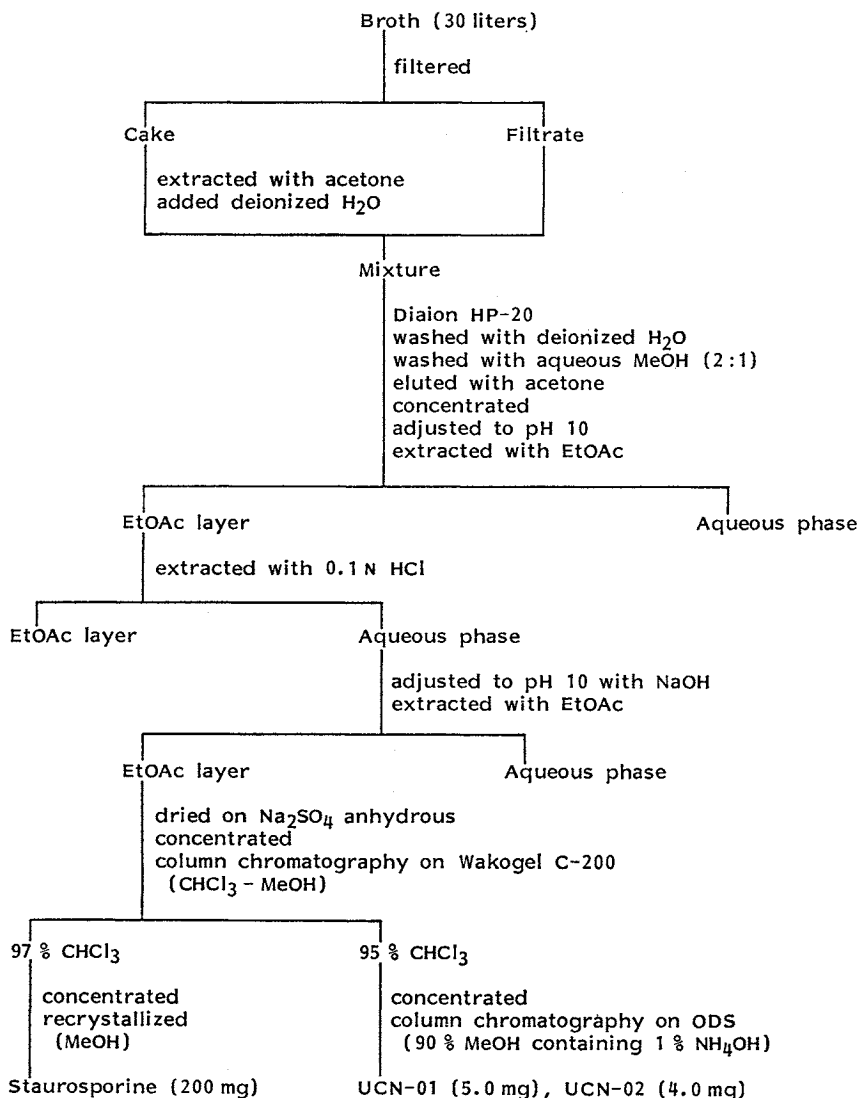 Broth (30 liters)
filtered
Cake
Filtrate
extracted with acetone
added deionized H2O
Mixture
Diaion HP-20
washed with deionized H2O
washed with aqueous MeOH (2:1)
eluted with acetone
concentrated
adjusted to pH 10
extracted with EtOAc
EtOAc layer
Aqueous phase
extracted with 0.1 N HCl
EtOAc layer
Aqueous phase
adjusted to pH 10 with NaOH
extracted with EtOAc
EtOAc layer
Aqueous phase
dried on Na2SO4 anhydrous
concentrated
column chromatography on Wakogel C-200
(CHCl3 - MeOH)
97 % CHCl3
95 % CHCl3
concentrated
recrystallized
(MeOH)
concentrated
column chromatography on ODS
(90 % MeOH containing 1 % NH4OH)
Staurosporine (200 mg)
UCN-01 (5.0 mg), UCN-02 (4.0 mg)